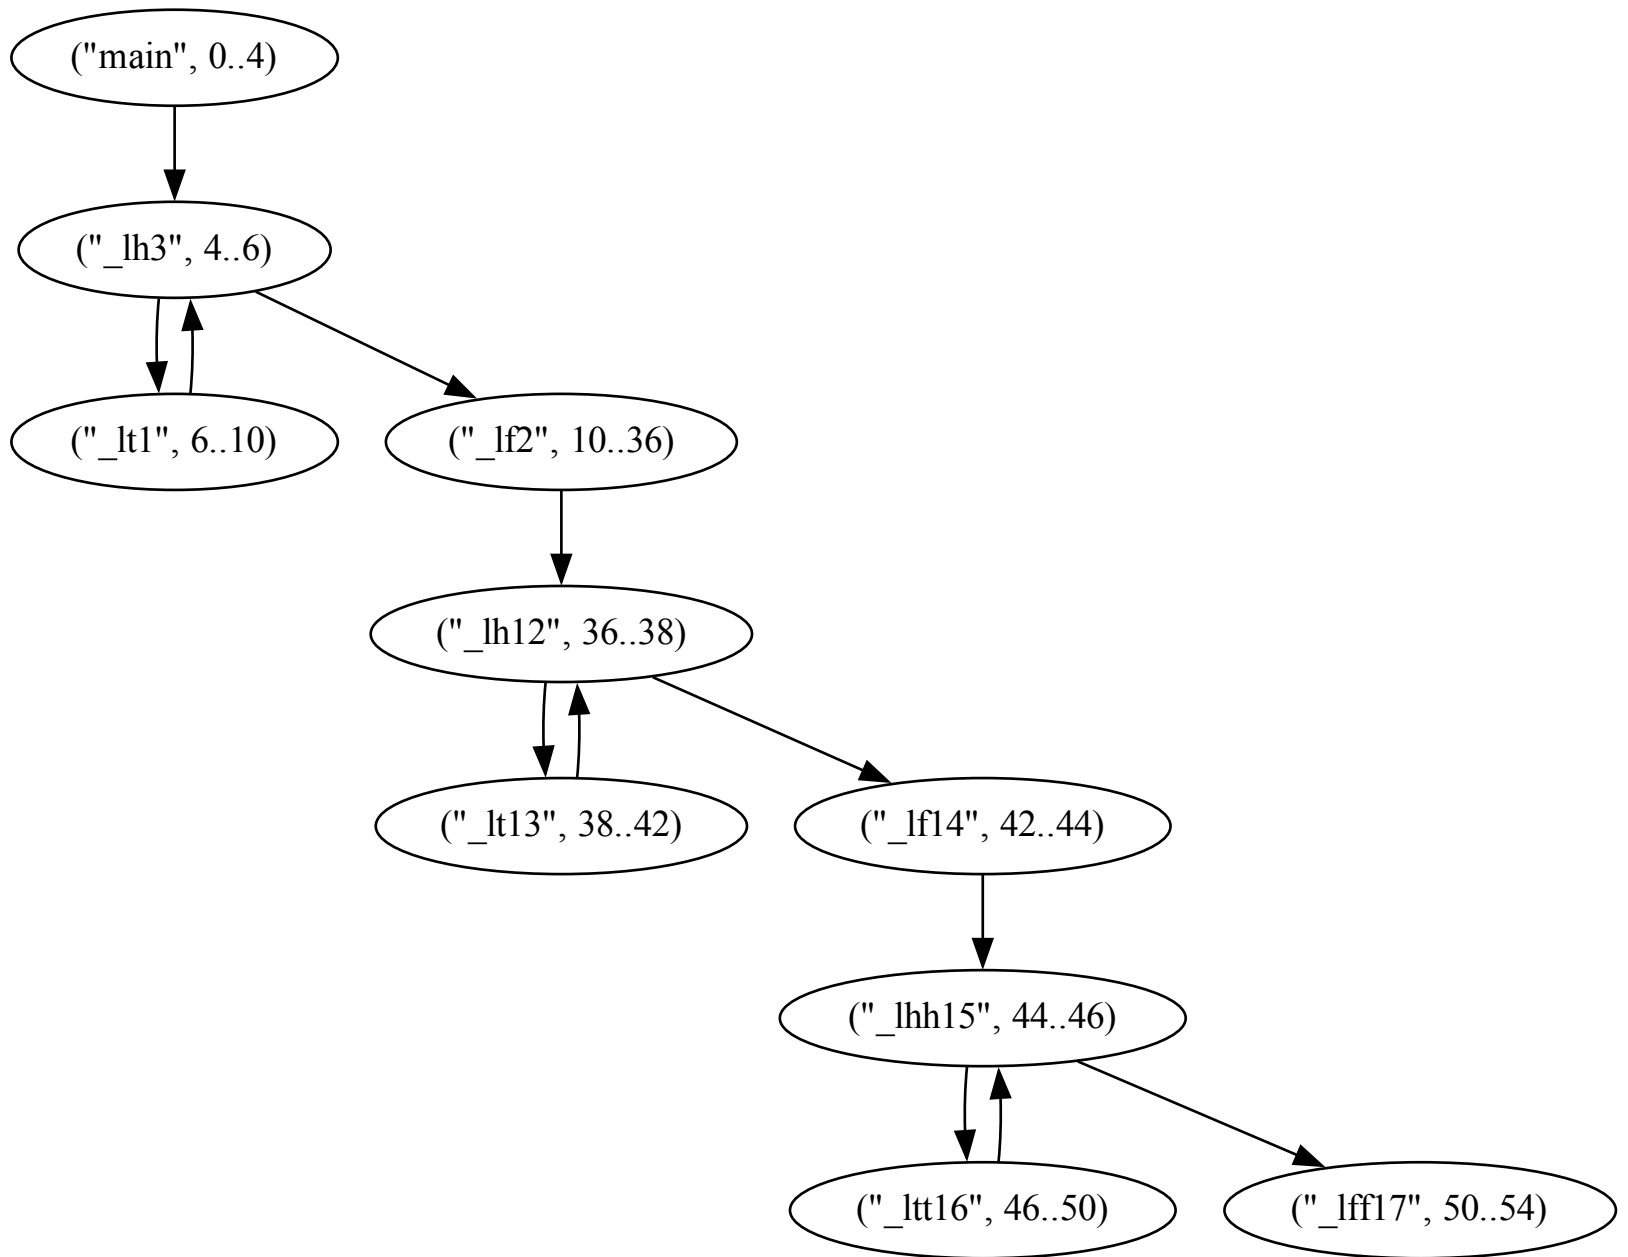 ("main", 0..4)
("_lh3", 4..6)
("_lt1", 6..10)
("_lf2", 10..36)
("_lh12", 36..38)
("_lt13", 38..42)
("_lf14", 42..44)
("_lhh15", 44..46)
("_ltt16", 46..50)
("_lff17", 50..54)